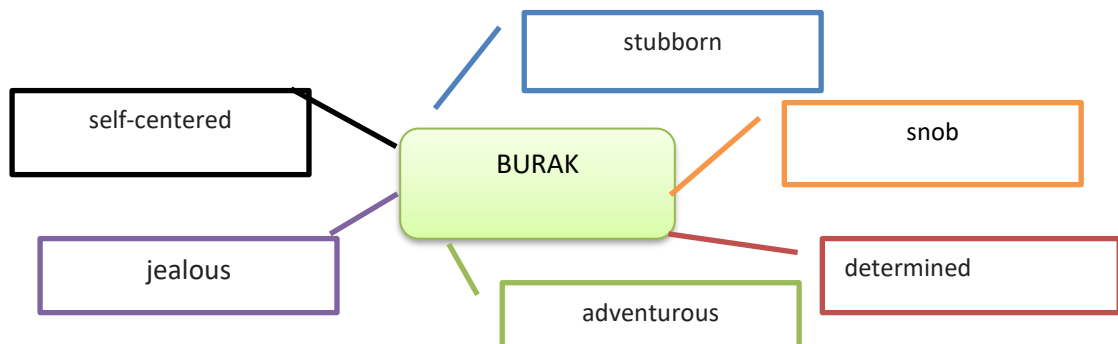 stubborn
self-centered
snob
BURAK
jealous
determined
adventurous